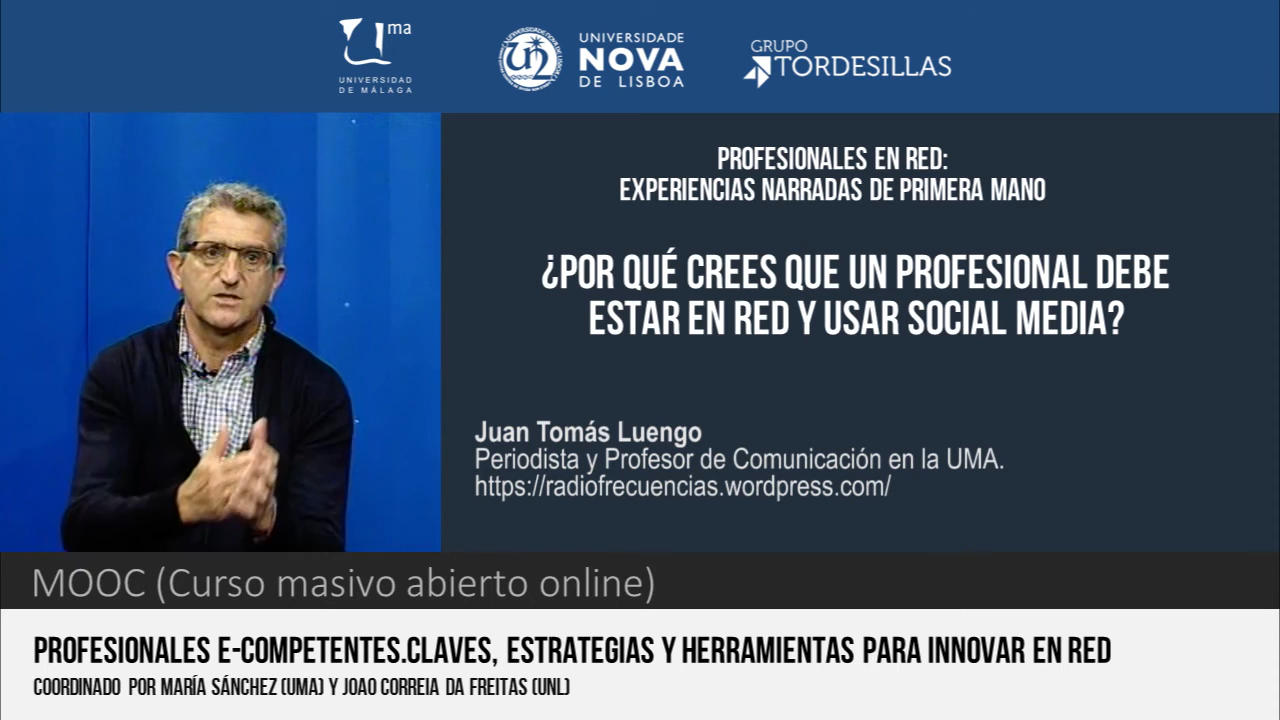 ma
UNIVERSIDAD
DE MÁLAGA
UNIVERSIDADE
NOVA
DE LISBOA
GRUPO
TORDESILLAS
PROFESIONALES EN RED:
EXPERIENCIAS NARRADAS DE PRIMERA MANO
¿POR QUÉ CREES QUE UN PROFESIONAL DEBE
ESTAR EN RED Y USAR SOCIAL MEDIA?
Juan Tomás Luengo
Periodista y Profesor de Comunicación en la UMA.
https://radiofrecuencias.wordpress.com/
MOOC (Curso masivo abierto online)
PROFESIONALES E-COMPETENTES.CLAVES, ESTRATEGIAS Y HERRAMIENTAS PARA INNOVAR EN RED
COORDINADO POR MARÍA SÁNCHEZ (UMA) Y JOAO CORREIA DA FREITAS (UNL)